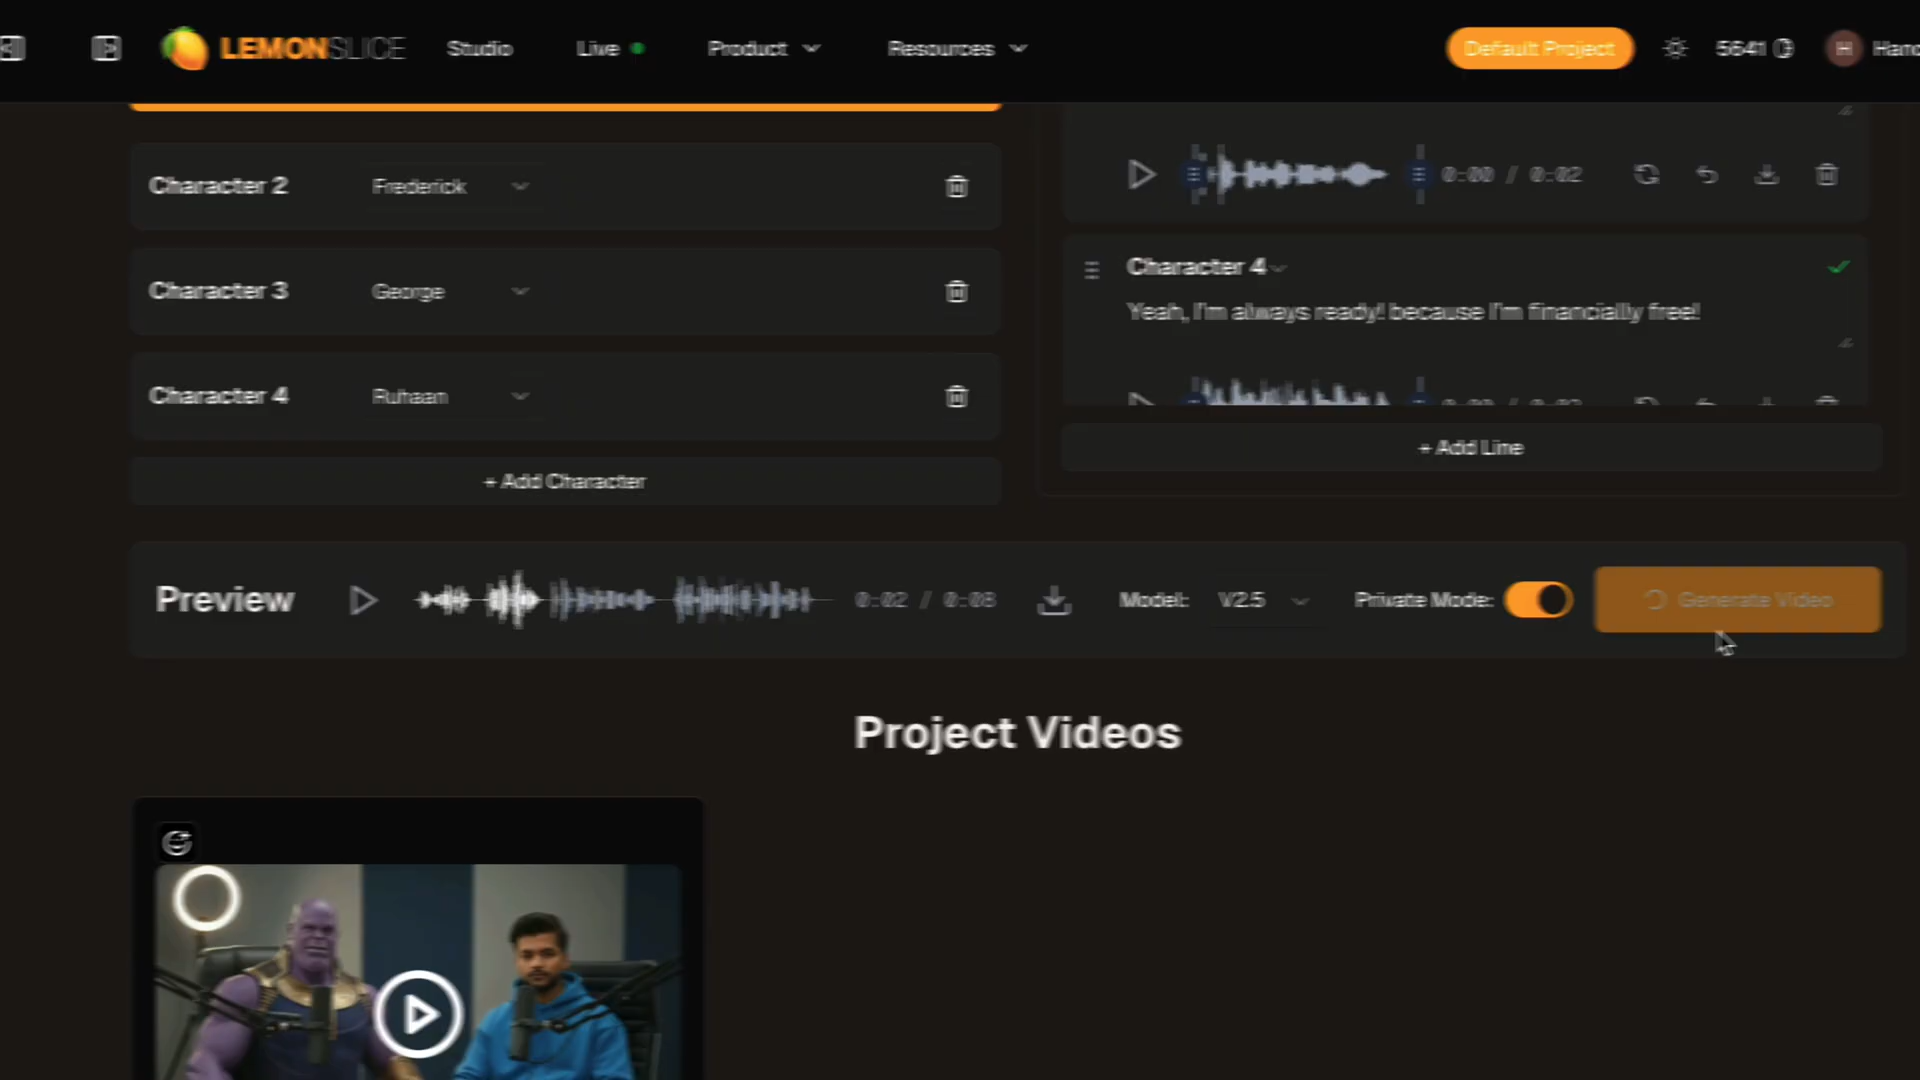 LEMONSLICE Studio Live Product Resources Default Project 5641
Character 2 Frederick
0:00 / 0:02
Character 3 George
Character 4
Yeah, I'm always ready! because I'm financially free!
Character 4 Ruhaan
+ Add Line
+ Add Character
Preview 0:02 / 0:08 Model: V2.5 Private Mode: Generate Video
Project Videos